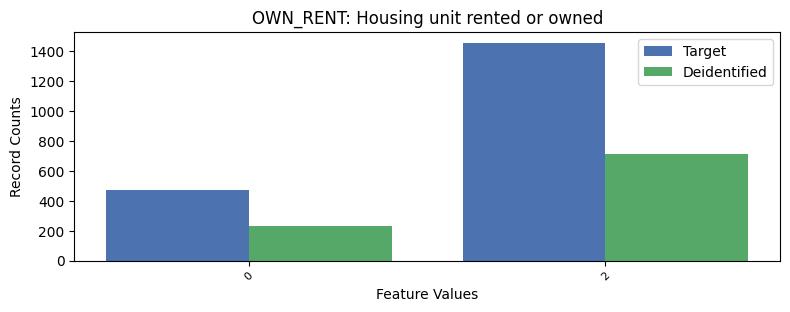 OWN_RENT: Housing unit rented or owned
Record Counts
1400
1200
1000
800
600
400
200
0
Target
Deidentified
0
2
Feature Values